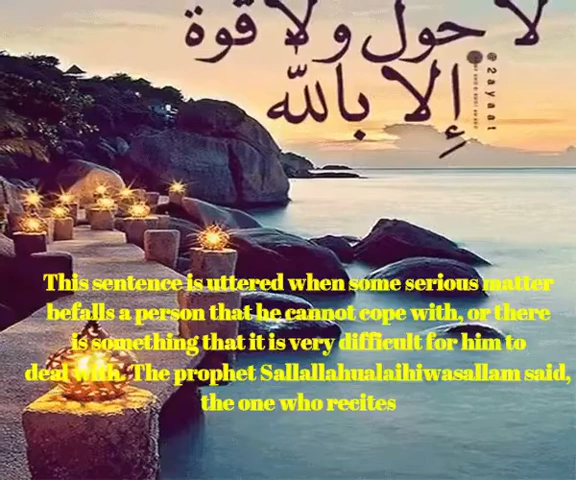 لا حول ولا قوة
إلا بالله
@2aayaat
This sentence is uttered when some serious matter
befalls a person that he cannot cope with, or there
is something that it is very difficult for him to
deal with. The prophet Sallallahualaihiwasallam said,
the one who recites